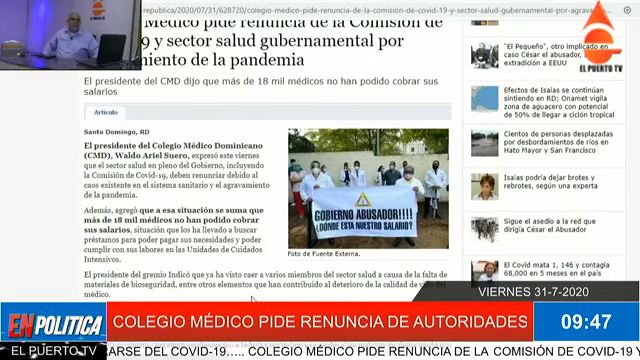 republica/2020/07/31/628720/colegio-medico-pide-renuncia-de-la-comision-de-covid-19-y-sector-salud-gubernamental-por-agrava
Médico pide renuncia de la Comisión de
9 y sector salud gubernamental por
miento de la pandemia
El presidente del CMD dijo que más de 18 mil médicos no han podido cobrar sus
salarios
Artículo
Santo Domingo, RD
El presidente del Colegio Médico Dominicano
(CMD), Waldo Ariel Suero, expresó este viernes
que el sector salud en pleno del Gobierno, incluyendo
la Comisión de Covid-19, deben renunciar debido al
caos existente en el sistema sanitario y el agravamiento
de la pandemia.
Además, agregó que a esa situación se suma que
más de 18 mil médicos no han podido cobrar sus
salarios, situación que los ha llevado a buscar
préstamos para poder pagar sus necesidades y poder
cumplir con sus labores en las Unidades de Cuidados
Intensivos.
El presidente del gremio Indicó que ya ha visto caer a varios miembros del sector salud a causa de la falta de
materiales de bioseguridad, entre otros elementos que han contribuido al deterioro de la calidad de vida del
médico.
GOBIERNO ABUSADOR!!!!
¿DÓNDE ESTA NUESTRO SALARIO?
Foto de Fuente Externa.
"El Pequeño", otro implicado en
caso César el abusador,
extradición a EEUU
Efectos de Isaías se continúan
sintiendo en RD; Onamet vigila
zona de aguacero con potencial
de 50% de llegar a ciclón tropical
Cientos de personas desplazadas
por desbordamientos de ríos en
Hato Mayor y San Francisco
Isaías podría dejar brotes y
rebrotes, según una experta
Sigue el asedio a la red que
dirigía César el Abusador
El Covid mata 1, 146 y contagia
68,000 en 5 meses en el país
EL PUERTO TV
EL PUERTO TV
VIERNES 31-7-2020
EN POLITICA
COLEGIO MÉDICO PIDE RENUNCIA DE AUTORIDADES
09:47
EL PUERTO TV
ARSE DEL COVID-19..... COLEGIO MÉDICO PIDE RENUNCIA DE LA COMISIÓN DE COVID-19